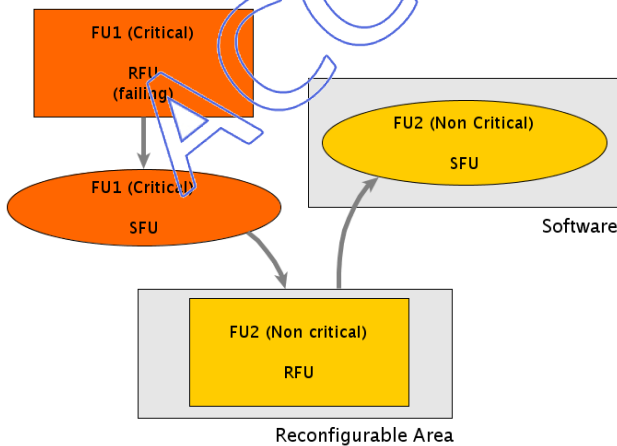 FU1 (Critical)
RFU
(failing)
FU1 (Critical)
SFU
FU2 (Non Critical)
SFU
Software
FU2 (Non critical)
RFU
Reconfigurable Area